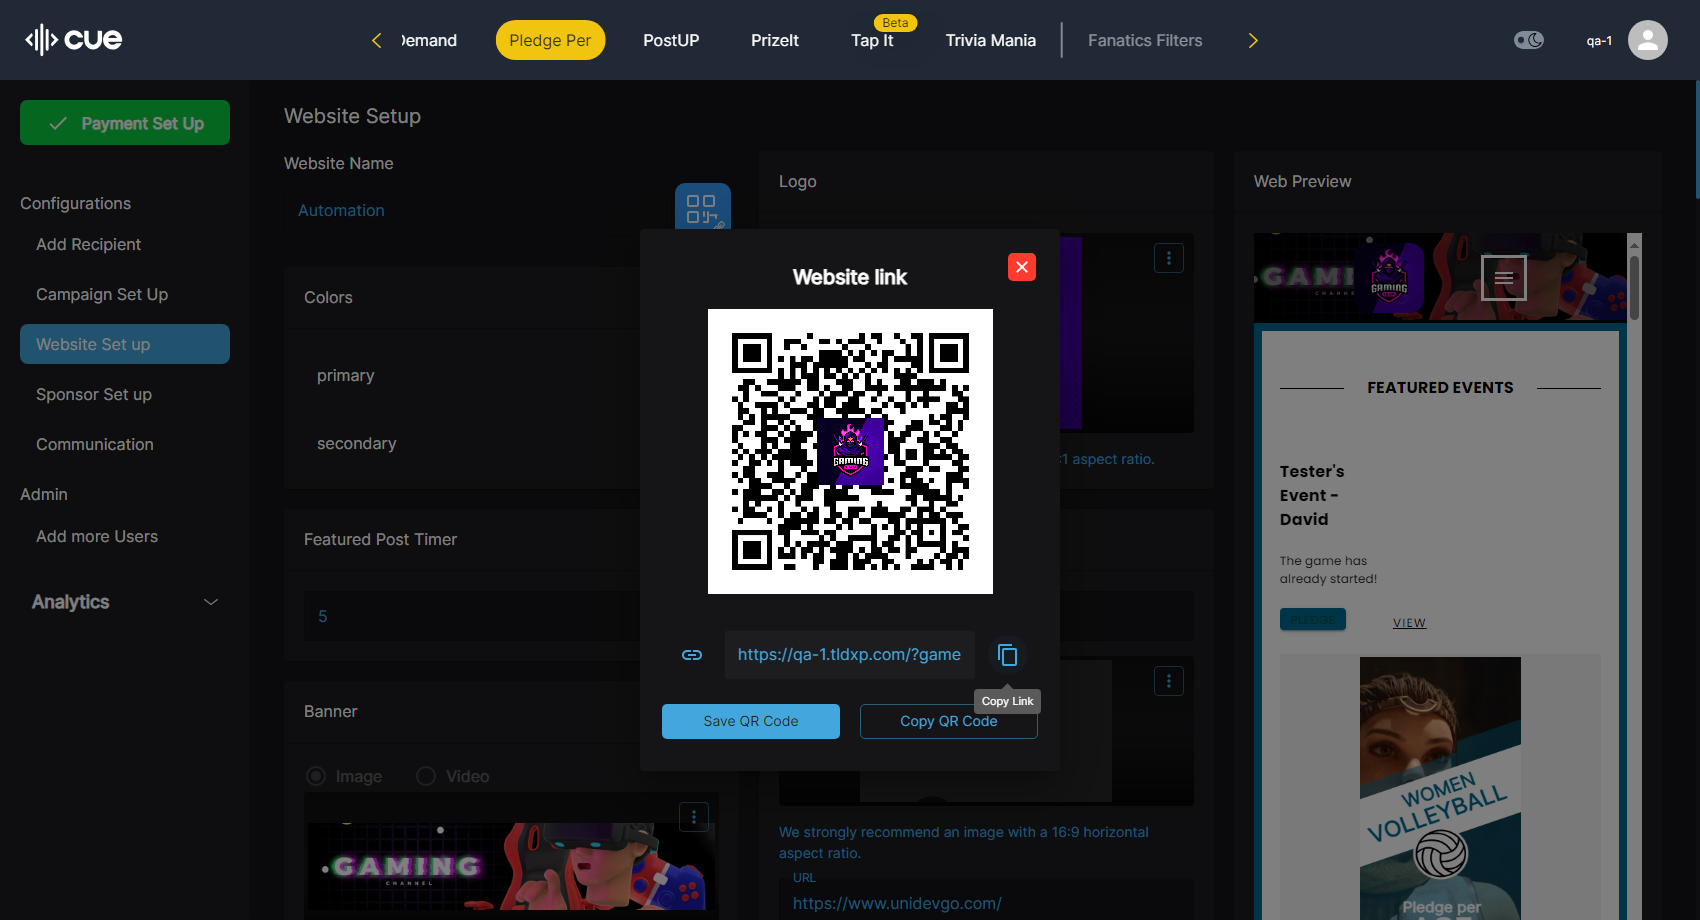 cue
Demand
Pledge Per
PostUP
PrizeIt
Beta
Tap It
Trivia Mania
Fanatics Filters
qa-1
Payment Set Up
Configurations
Add Recipient
Campaign Set Up
Website Set up
Sponsor Set up
Communication
Admin
Add more Users
Analytics
Website Setup
Website Name
Automation
Colors
primary
secondary
Featured Post Timer
5
Banner
Image
Video
GAMING
CHANNEL
Logo
:1 aspect ratio.
We strongly recommend an image with a 16:9 horizontal
aspect ratio.
URL
https://www.unidevgo.com/
Website link
GAMING
https://qa-1.tldxp.com/?game
Copy Link
Save QR Code
Copy QR Code
Web Preview
GAMING
CHANNEL
GAMING
FEATURED EVENTS
Tester's
Event -
David
The game has
already started!
PLEDGE
VIEW
WOMEN
VOLLEYBALL
Pledge per